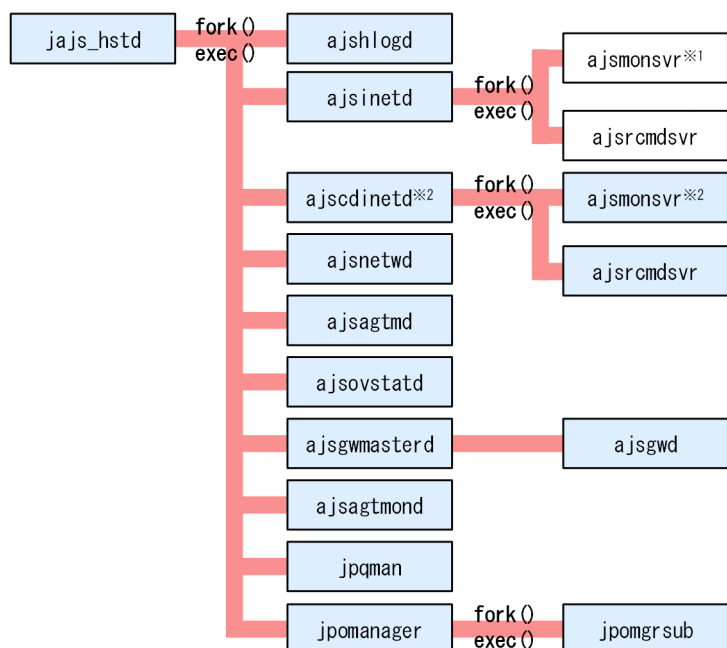 jajs_hstd
fork()
exec()
ajshlogd
ajsinetd
fork()
exec()
ajsmonsvr※1
ajsrcmdsvr
ajscdinetd※2
fork()
exec()
ajsmonsvr※2
ajsrcmdsvr
ajsnetwd
ajsagtmd
ajsovstatd
ajsgwmasterd
ajsgwd
ajsagtmond
jpqman
jpomanager
fork()
exec()
jpomgrsub